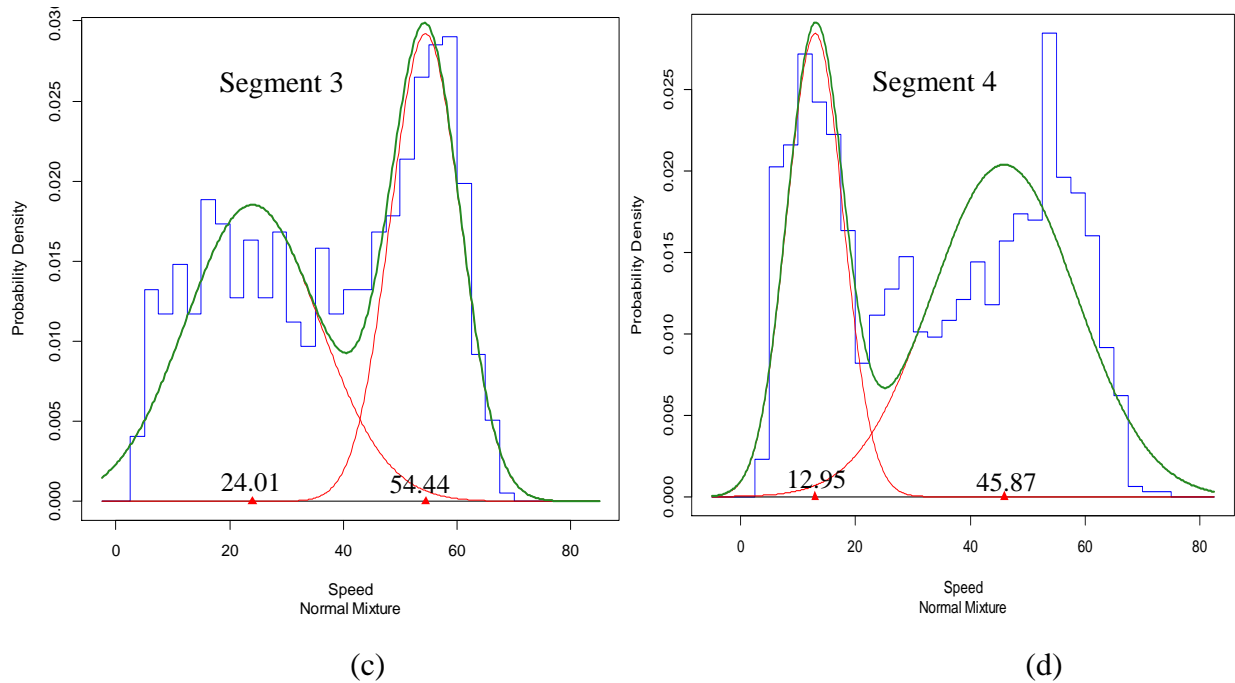 Segment 3
Probability Density
0.000
0.005
0.010
0.015
0.020
0.025
0.030
24.01
54.44
0 20 40 60 80
Speed
Normal Mixture
(c)
Segment 4
Probability Density
0.000
0.005
0.010
0.015
0.020
0.025
12.95
45.87
0 20 40 60 80
Speed
Normal Mixture
(d)